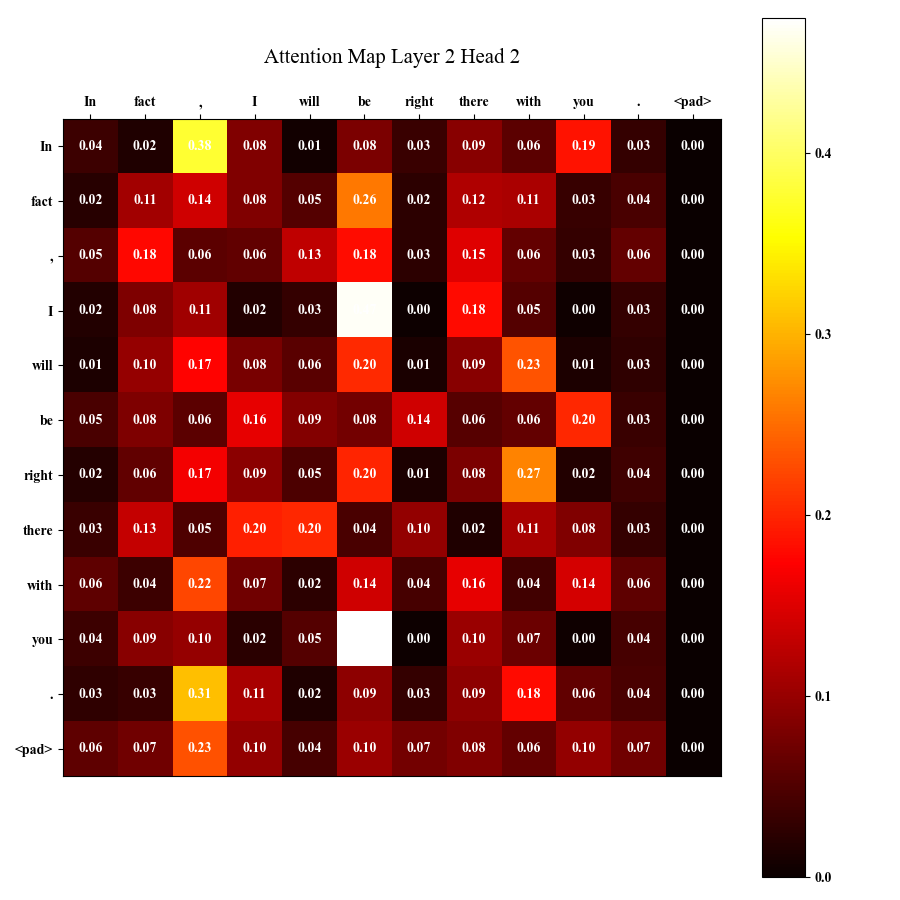 Attention Map Layer 2 Head 2
In fact , I will be right there with you . <pad>
In 0.04 0.02 0.38 0.08 0.01 0.08 0.03 0.09 0.06 0.19 0.03 0.00
0.4
fact 0.02 0.11 0.14 0.08 0.05 0.26 0.02 0.12 0.11 0.03 0.04 0.00
, 0.05 0.18 0.06 0.06 0.13 0.18 0.03 0.15 0.06 0.03 0.06 0.00
I 0.02 0.08 0.11 0.02 0.03 0.00 0.18 0.05 0.00 0.03 0.00
0.3
will 0.01 0.10 0.17 0.08 0.06 0.20 0.01 0.09 0.23 0.01 0.03 0.00
be 0.05 0.08 0.06 0.16 0.09 0.08 0.14 0.06 0.06 0.20 0.03 0.00
right 0.02 0.06 0.17 0.09 0.05 0.20 0.01 0.08 0.27 0.02 0.04 0.00
0.2
there 0.03 0.13 0.05 0.20 0.20 0.04 0.10 0.02 0.11 0.08 0.03 0.00
with 0.06 0.04 0.22 0.07 0.02 0.14 0.04 0.16 0.04 0.14 0.06 0.00
you 0.04 0.09 0.10 0.02 0.05 0.00 0.10 0.07 0.00 0.04 0.00
. 0.03 0.03 0.31 0.11 0.02 0.09 0.03 0.09 0.18 0.06 0.04 0.00
0.1
<pad> 0.06 0.07 0.23 0.10 0.04 0.10 0.07 0.08 0.06 0.10 0.07 0.00
0.0